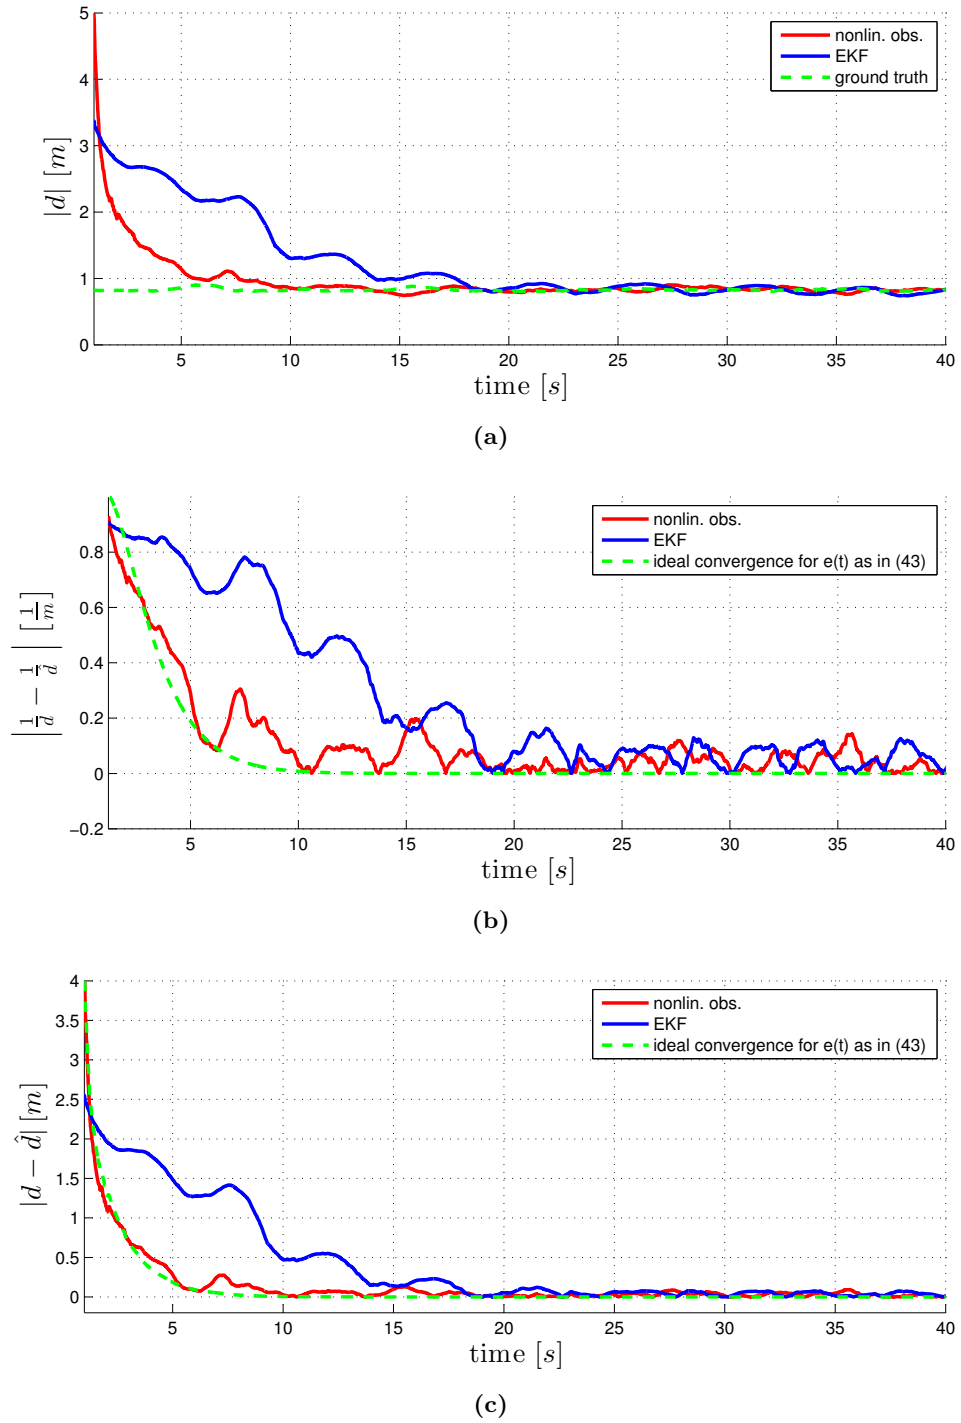 5
4
3
2
1
0
|d| [m]
nonlin. obs.
EKF
ground truth
5 10 15 20 25 30 35 40
time [s]
(a)
0.8
0.6
0.4
0.2
0
−0.2
|1/d − 1/d̂| [1/m]
nonlin. obs.
EKF
ideal convergence for e(t) as in (43)
5 10 15 20 25 30 35 40
time [s]
(b)
4
3.5
3
2.5
2
1.5
1
0.5
0
|d − d̂| [m]
nonlin. obs.
EKF
ideal convergence for e(t) as in (43)
5 10 15 20 25 30 35 40
time [s]
(c)